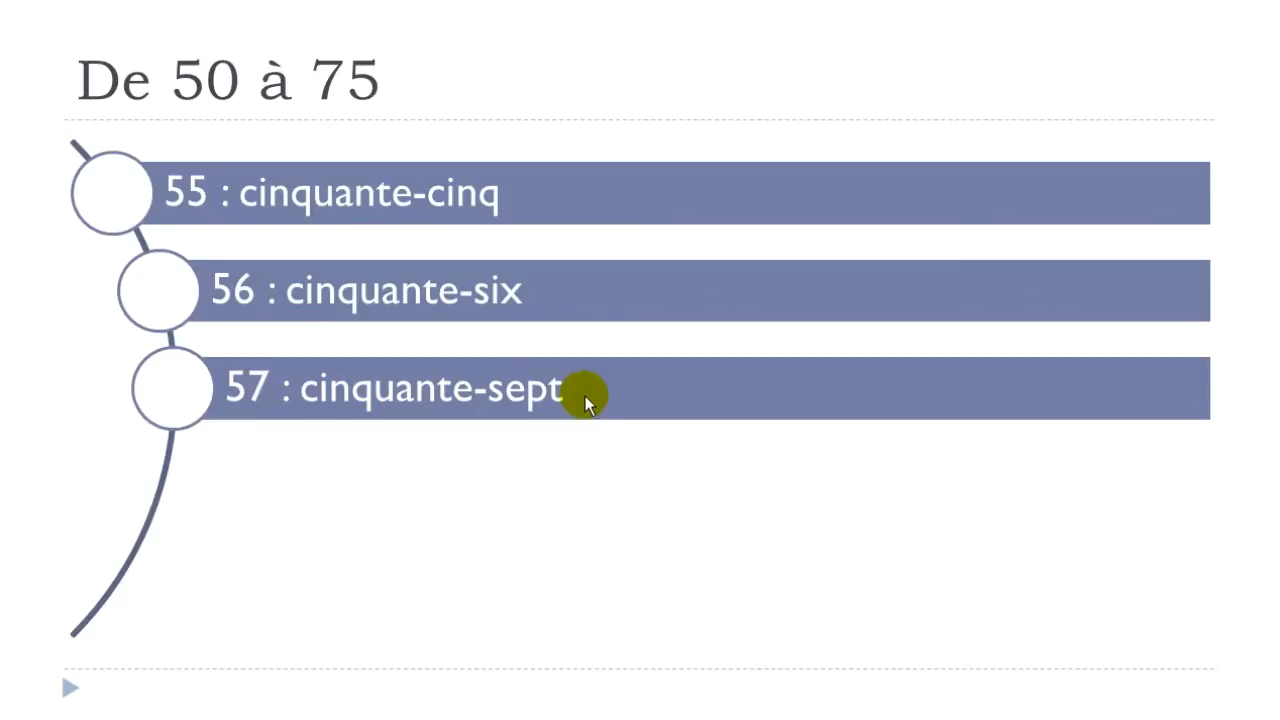 De 50 à 75
55 : cinquante-cinq
56 : cinquante-six
57 : cinquante-sept